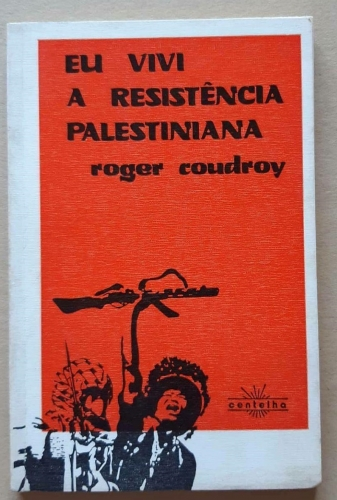 EU VIVI
A RESISTÊNCIA
PALESTINIANA
roger coudroy
centelha